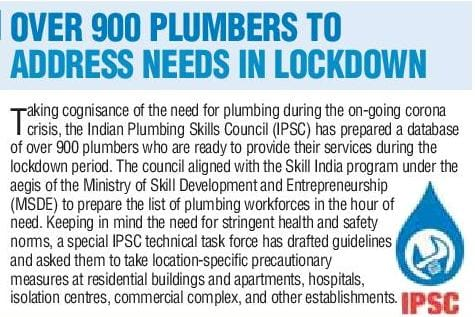 OVER 900 PLUMBERS TO
ADDRESS NEEDS IN LOCKDOWN
Taking cognisance of the need for plumbing during the on-going corona
crisis, the Indian Plumbing Skills Council (IPSC) has prepared a database
of over 900 plumbers who are ready to provide their services during the
lockdown period. The council aligned with the Skill India program under the
aegis of the Ministry of Skill Development and Entrepreneurship
(MSDE) to prepare the list of plumbing workforces in the hour of
need. Keeping in mind the need for stringent health and safety
norms, a special IPSC technical task force has drafted guidelines
and asked them to take location-specific precautionary
measures at residential buildings and apartments, hospitals,
isolation centres, commercial complex, and other establishments.
IPSC